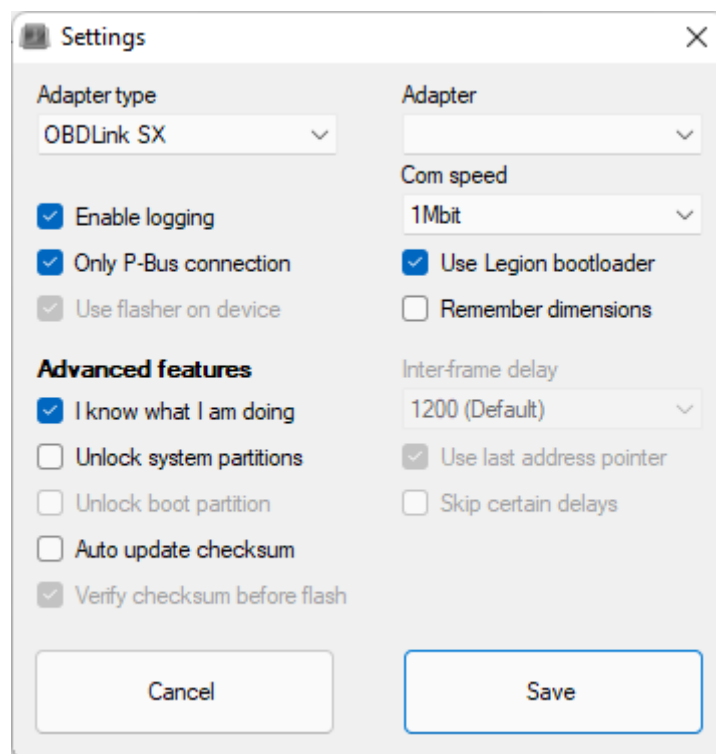 Settings
Adapter type
Adapter
OBDLink SX
Com speed
Enable logging
1Mbit
Only P-Bus connection
Use Legion bootloader
Use flasher on device
Remember dimensions
Advanced features
Inter-frame delay
I know what I am doing
1200 (Default)
Unlock system partitions
Use last address pointer
Unlock boot partition
Skip certain delays
Auto update checksum
Verify checksum before flash
Cancel
Save